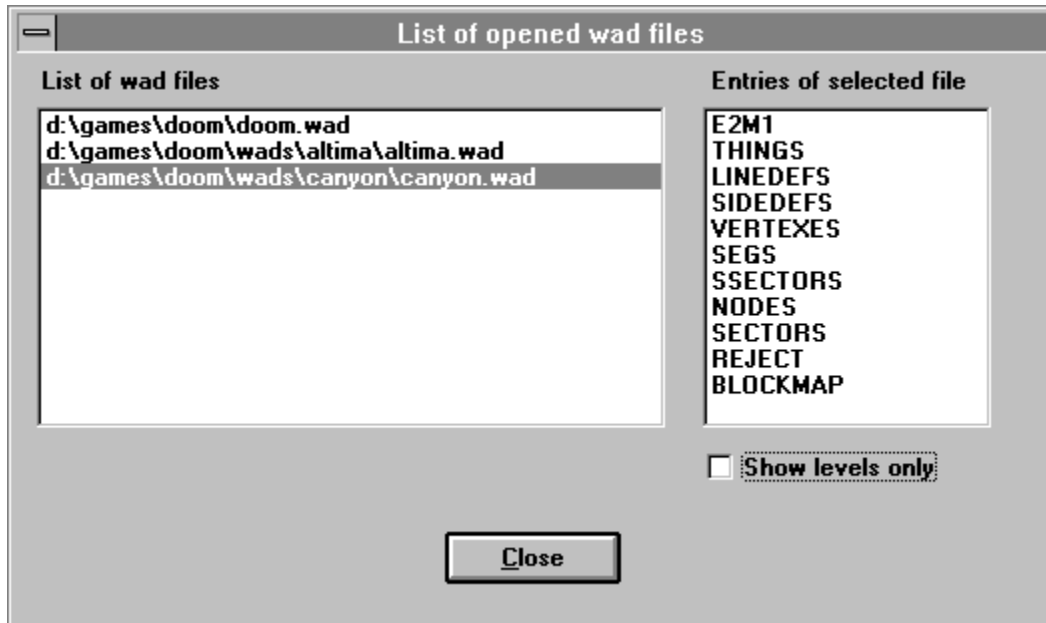 List of opened wad files
List of wad files
d:\games\doom\doom.wad
d:\games\doom\wads\altima\altima.wad
d:\games\doom\wads\canyon\canyon.wad
Entries of selected file
E2M1
THINGS
LINEDEFS
SIDEDEFS
VERTEXES
SEGS
SSECTORS
NODES
SECTORS
REJECT
BLOCKMAP
Show levels only
Close